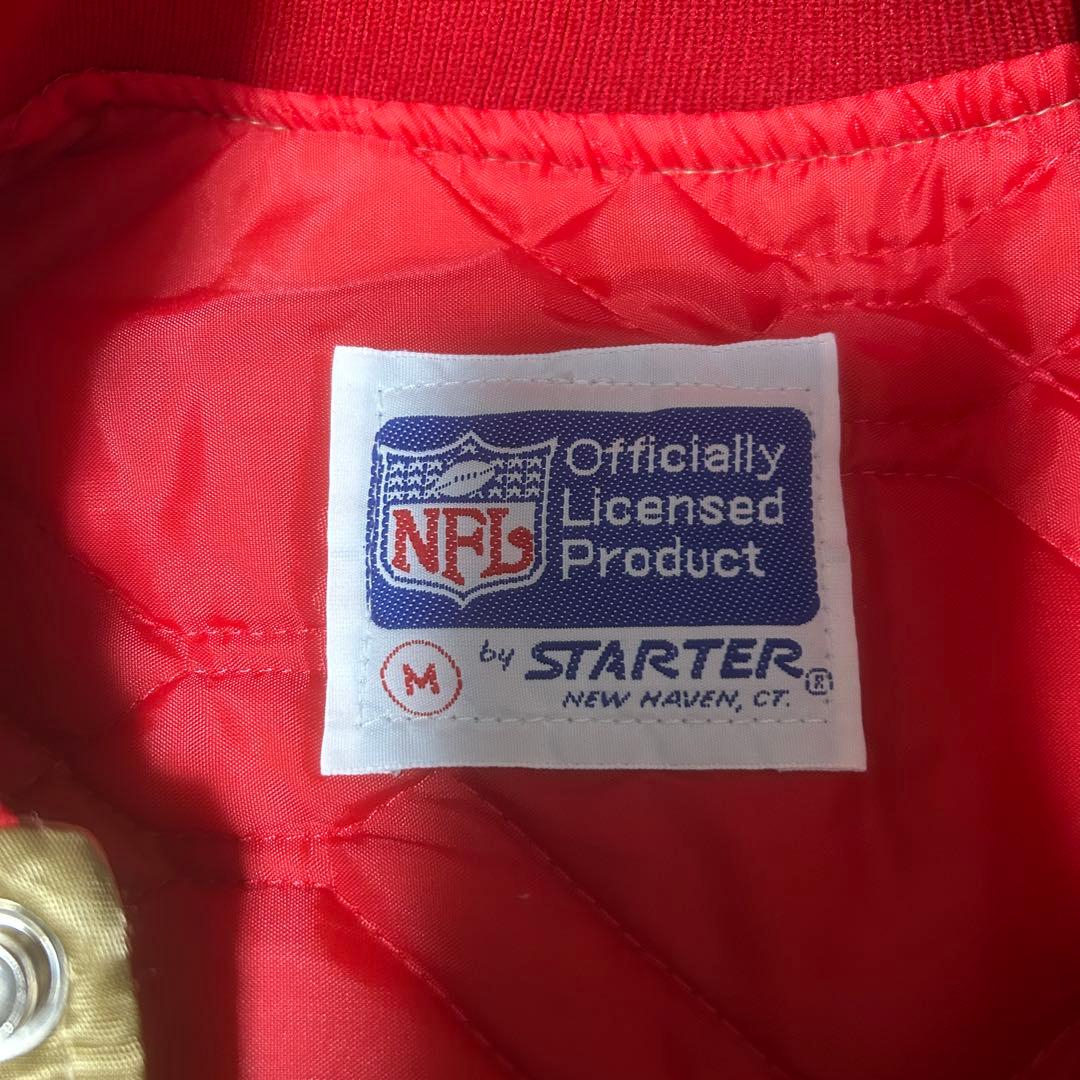 NFL
Officially
Licensed
Product
M
by STARTER®
NEW HAVEN, CT.